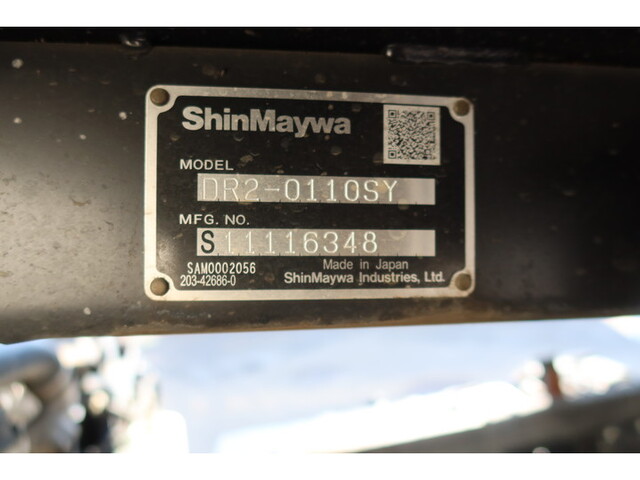 ShinMaywa
MODEL
DR2-0110SY
MFG. NO.
S11116348
SAM0002056
203-42686-0
Made in Japan
ShinMaywa Industries, Ltd.